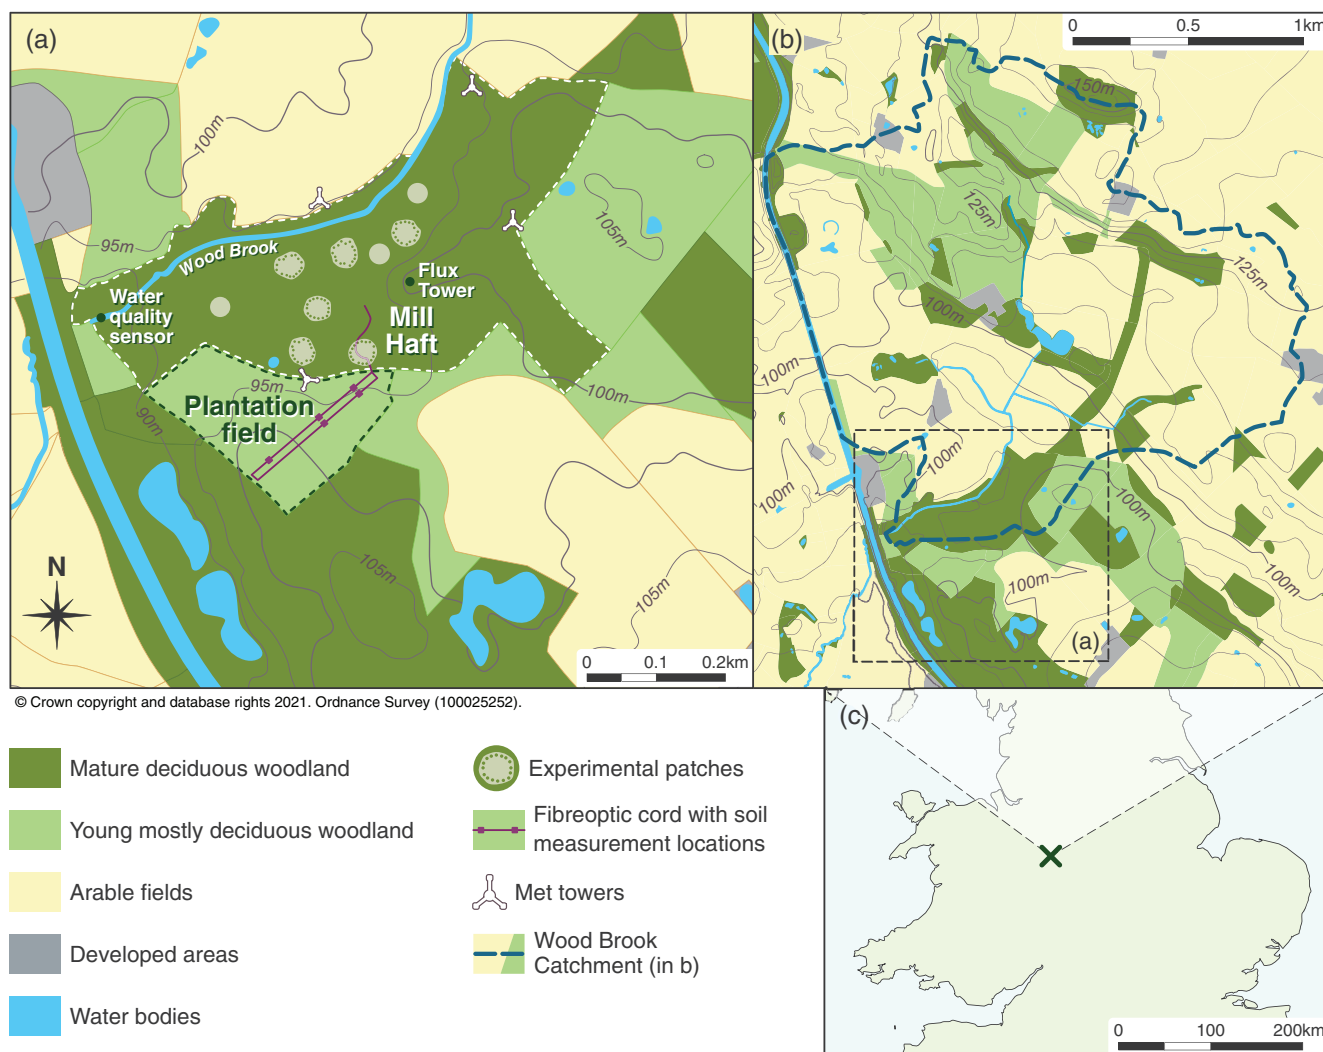 (a)
100m
95m
Wood Brook
Water
quality
sensor
Flux
Tower
Mill
Haft
105m
95m
100m
Plantation
field
90m
105m
105m
N
0 0.1 0.2km
(b)
0 0.5 1km
150m
125m
125m
100m
100m
100m
100m
100m
100m
100m
(a)
© Crown copyright and database rights 2021. Ordnance Survey (100025252).
Mature deciduous woodland
Young mostly deciduous woodland
Arable fields
Developed areas
Water bodies
Experimental patches
Fibreoptic cord with soil
measurement locations
Met towers
Wood Brook
Catchment (in b)
(c)
0 100 200km